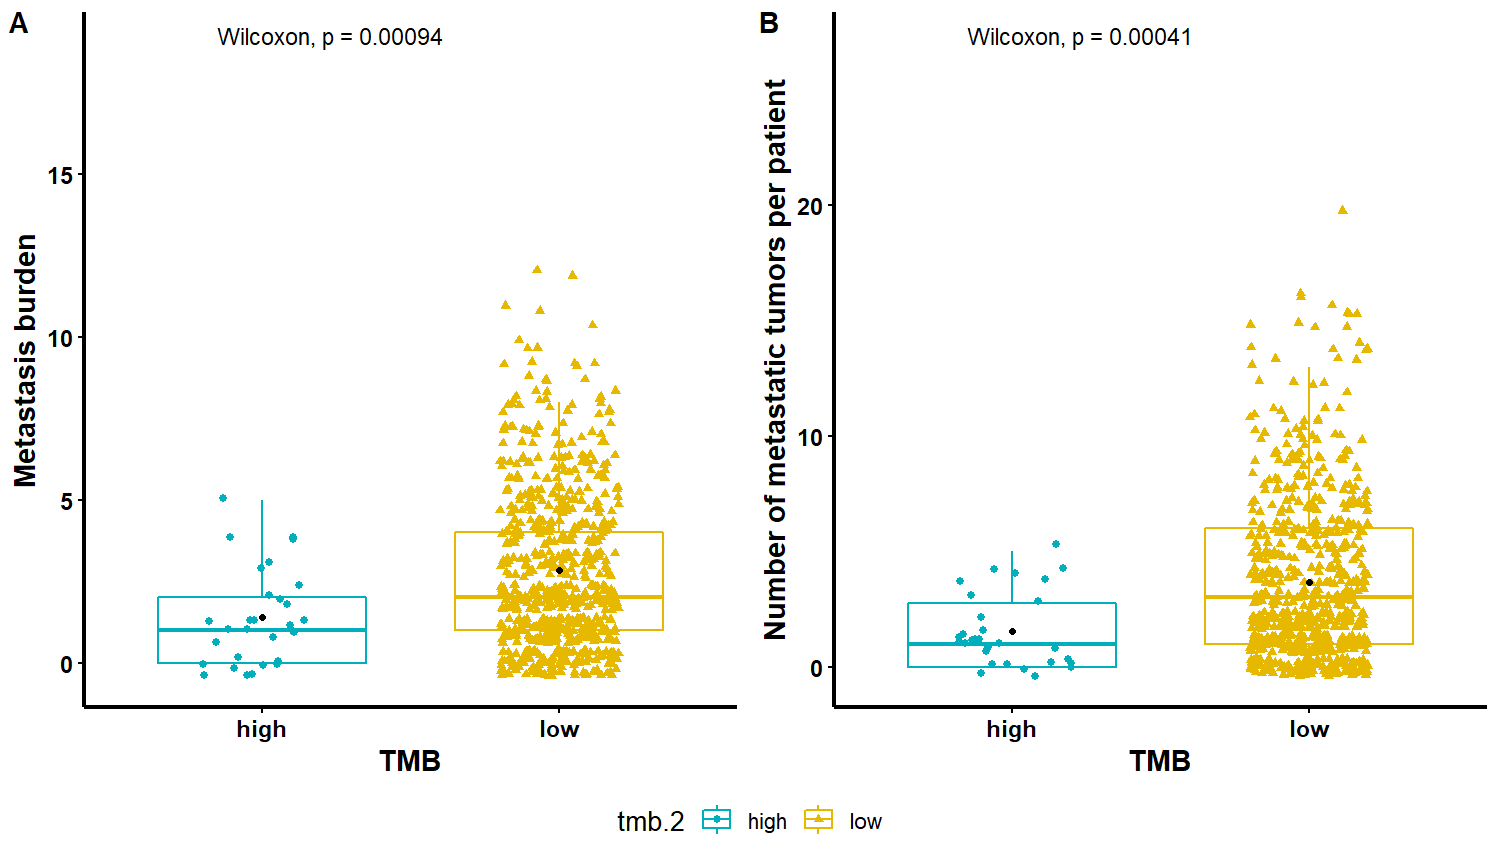 A
Wilcoxon, p = 0.00094
Metastasis burden
15
10
5
0
high
low
TMB
B
Wilcoxon, p = 0.00041
Number of metastatic tumors per patient
20
10
0
high
low
TMB
tmb.2 high low